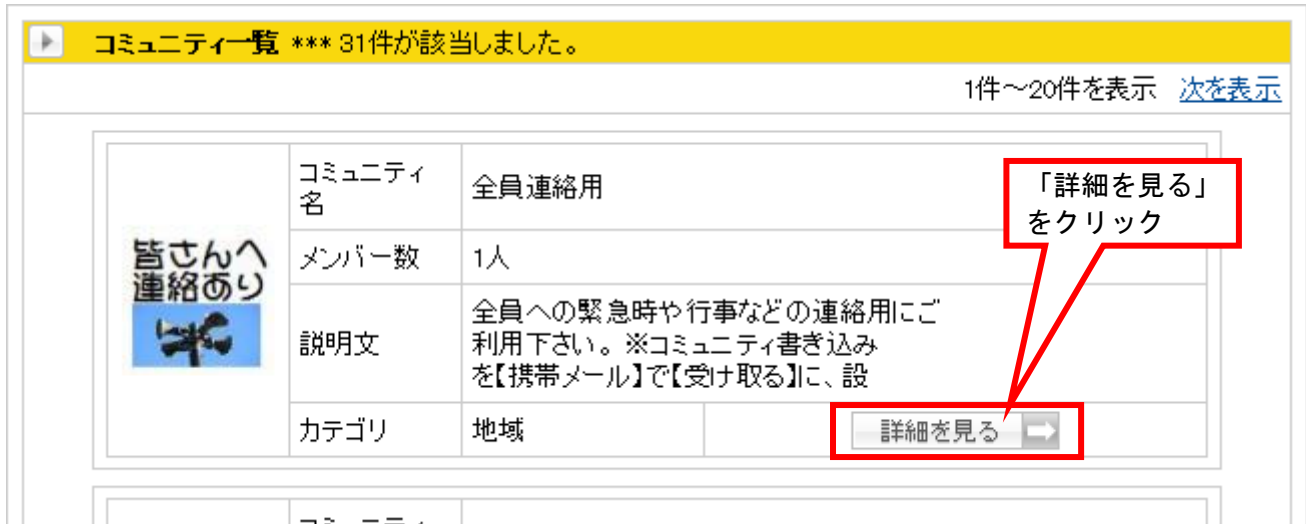 コミュニティ一覧 *** 31件が該当しました。
1件～20件を表示 次を表示
皆さんへ
連絡あり
コミュニティ
名
全員連絡用
「詳細を見る」
をクリック
メンバー数
1人
説明文
全員への緊急時や行事などの連絡用にご
利用下さい。※コミュニティ書き込み
を【携帯メール】で【受け取る】に、設
カテゴリ
地域
詳細を見る